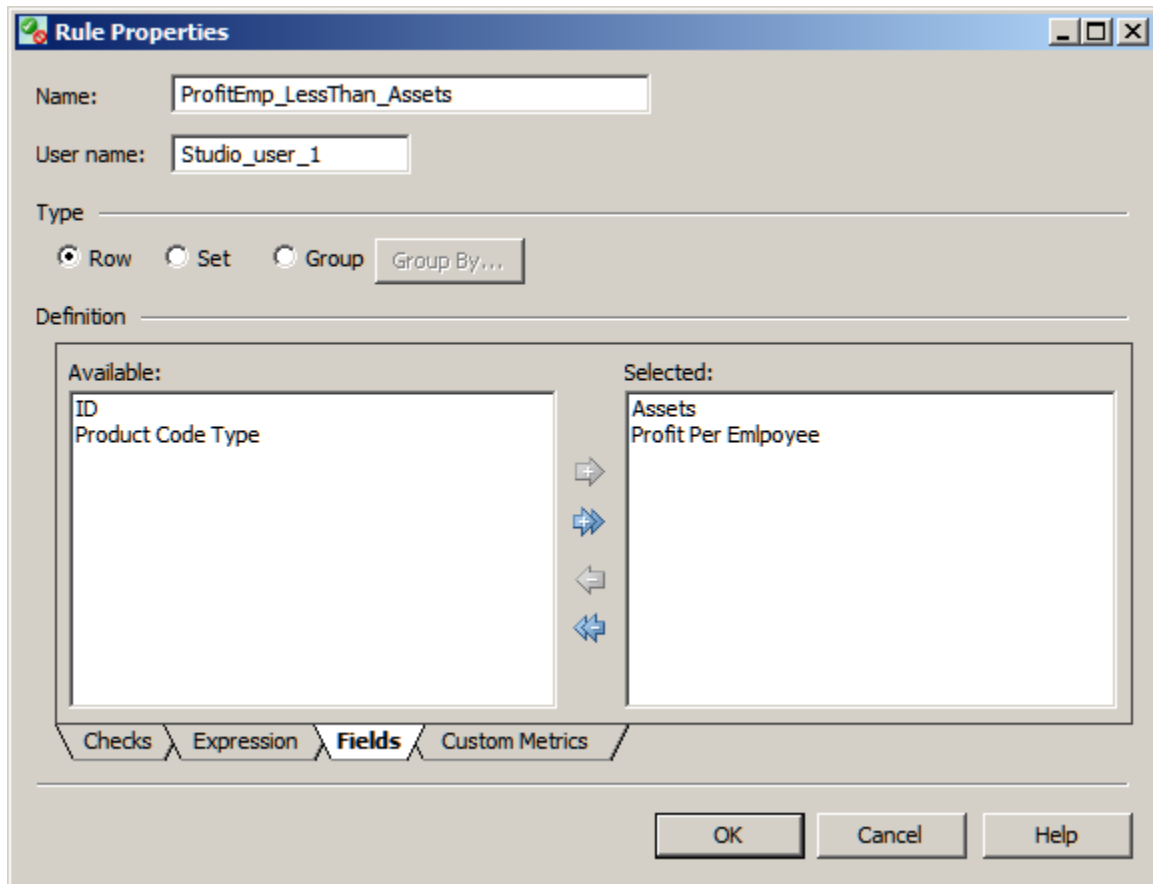 Rule Properties
Name: ProfitEmp_LessThan_Assets
User name: Studio_user_1
Type
Row Set Group Group By...
Definition
Available: Selected:
ID Assets
Product Code Type Profit Per Emlpoyee
Checks Expression Fields Custom Metrics
OK Cancel Help